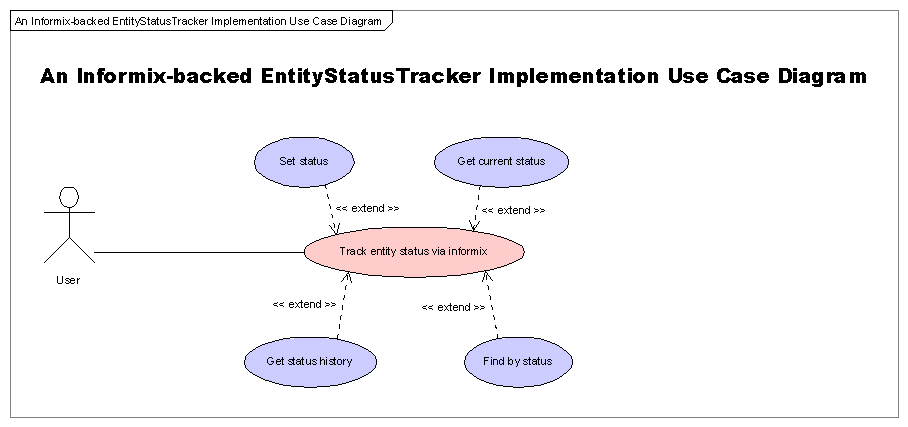 An Informix-backed EntityStatusTracker Implementation Use Case Diagram
An Informix-backed EntityStatusTracker Implementation Use Case Diagram
Set status
Get current status
<< extend >>
<< extend >>
Track entity status via informix
User
<< extend >>
<< extend >>
Get status history
Find by status